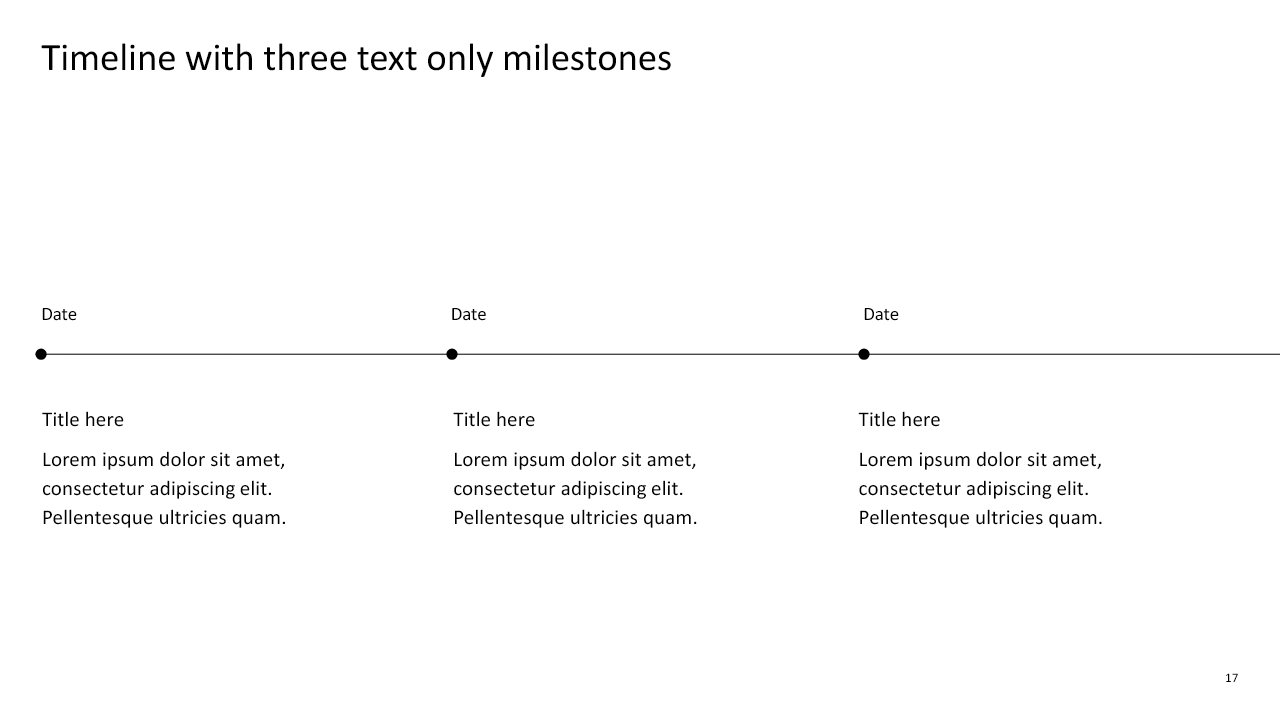 Timeline with three text only milestones
Date
Date
Date
Title here
Lorem ipsum dolor sit amet,
consectetur adipiscing elit.
Pellentesque ultricies quam.
Title here
Lorem ipsum dolor sit amet,
consectetur adipiscing elit.
Pellentesque ultricies quam.
Title here
Lorem ipsum dolor sit amet,
consectetur adipiscing elit.
Pellentesque ultricies quam.
17